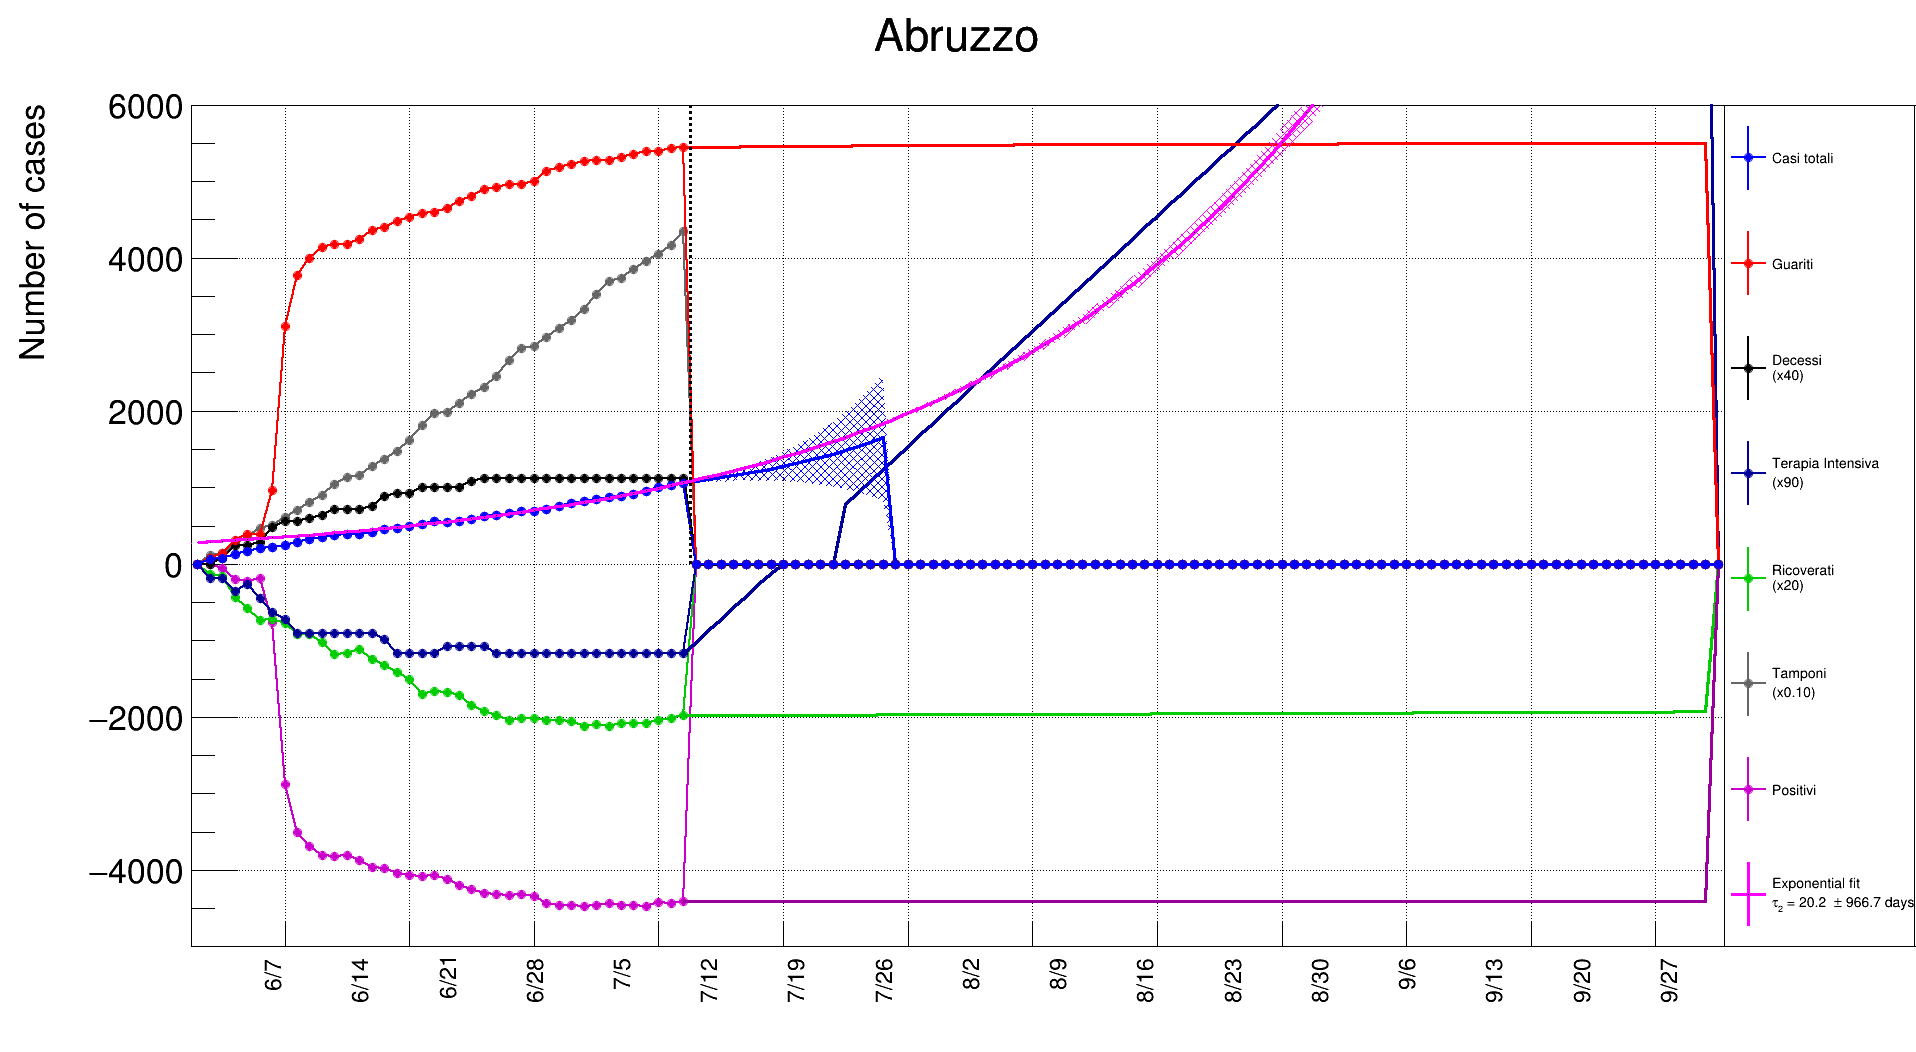 Abruzzo
Number of cases
6000
4000
2000
0
−2000
−4000
6/7
6/14
6/21
6/28
7/5
7/12
7/19
7/26
8/2
8/9
8/16
8/23
8/30
9/6
9/13
9/20
9/27
Casi totali
Guariti
Decessi
(x40)
Terapia Intensiva
(x90)
Ricoverati
(x20)
Tamponi
(x0.10)
Positivi
Exponential fit
τ2 = 20.2 ± 966.7 days